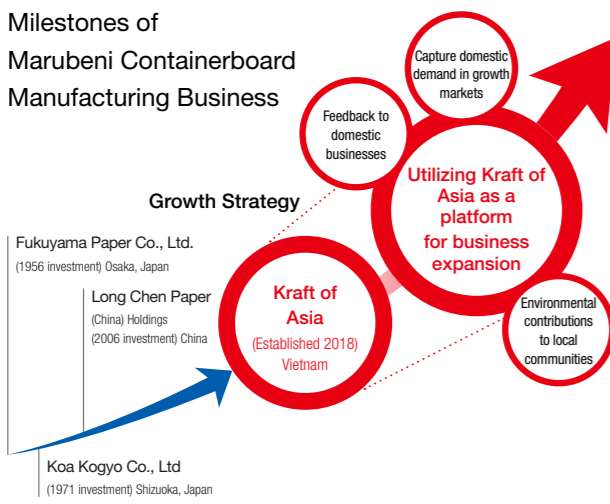 Milestones of
Marubeni Containerboard
Manufacturing Business
Capture domestic
demand in growth
markets
Feedback to
domestic
businesses
Growth Strategy
Utilizing Kraft of
Asia as a
platform
for business
expansion
Fukuyama Paper Co., Ltd.
(1956 investment) Osaka, Japan
Long Chen Paper
(China) Holdings
(2006 investment) China
Kraft of
Asia
(Established 2018)
Vietnam
Environmental
contributions
to local
communities
Koa Kogyo Co., Ltd
(1971 investment) Shizuoka, Japan